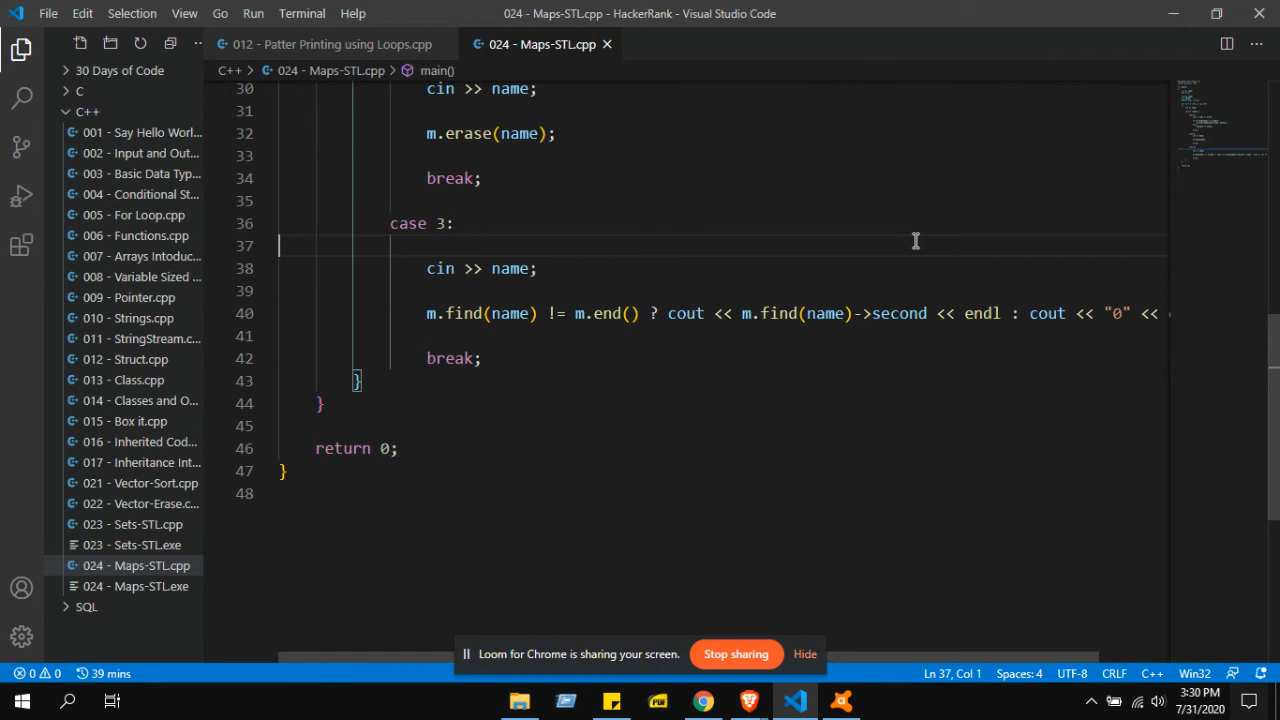 File Edit Selection View Go Run Terminal Help
024 - Maps-STL.cpp - HackerRank - Visual Studio Code
012 - Patter Printing using Loops.cpp
024 - Maps-STL.cpp
C++ > 024 - Maps-STL.cpp > main()
30 Days of Code
C
C++
001 - Say Hello Worl...
002 - Input and Out...
003 - Basic Data Typ...
004 - Conditional St...
005 - For Loop.cpp
006 - Functions.cpp
007 - Arrays Intoduc...
008 - Variable Sized ...
009 - Pointer.cpp
010 - Strings.cpp
011 - StringStream.c...
012 - Struct.cpp
013 - Class.cpp
014 - Classes and O...
015 - Box it.cpp
016 - Inherited Cod...
017 - Inheritance Int...
021 - Vector-Sort.cpp
022 - Vector-Erase.c...
023 - Sets-STL.cpp
023 - Sets-STL.exe
024 - Maps-STL.cpp
024 - Maps-STL.exe
SQL
30 cin >> name;
31
32 m.erase(name);
33
34 break;
35
36 case 3:
37
38 cin >> name;
39
40 m.find(name) != m.end() ? cout << m.find(name)->second << endl : cout << "0" <<
41
42 break;
43 }
44 }
45
46 return 0;
47 }
48
Loom for Chrome is sharing your screen. Stop sharing Hide
0 0 39 mins Ln 37, Col 1 Spaces: 4 UTF-8 CRLF C++ Win32
3:30 PM
7/31/2020